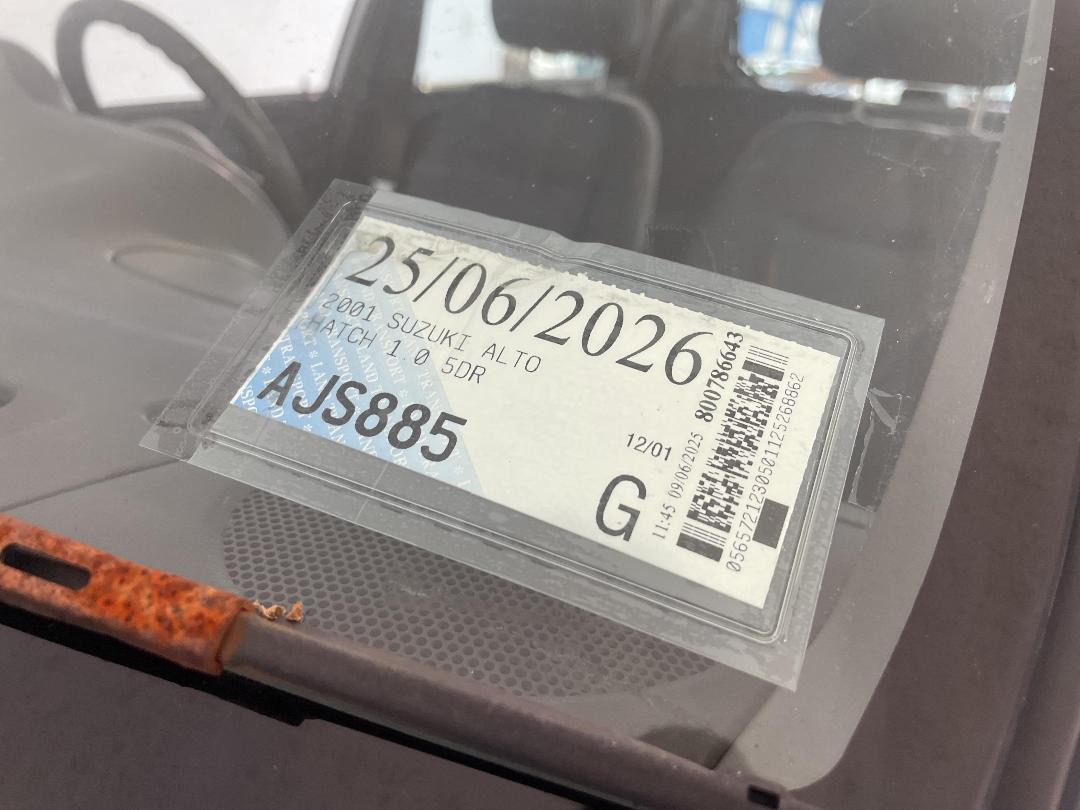 25/06/2026
2001 SUZUKI ALTO
HATCH 1.0 5DR
AJS885
12/01
G
11:45 09/06/2025 800786643
0565721230501125268862